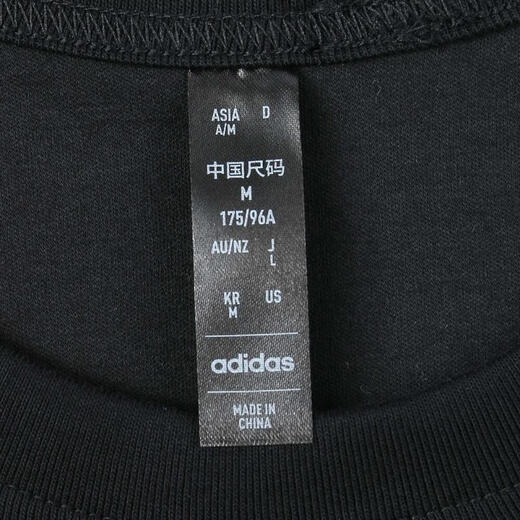 ASIA D
A/M
中国尺码
M
175/96A
AU/NZ J
L
KR US
M
adidas
MADE IN
CHINA